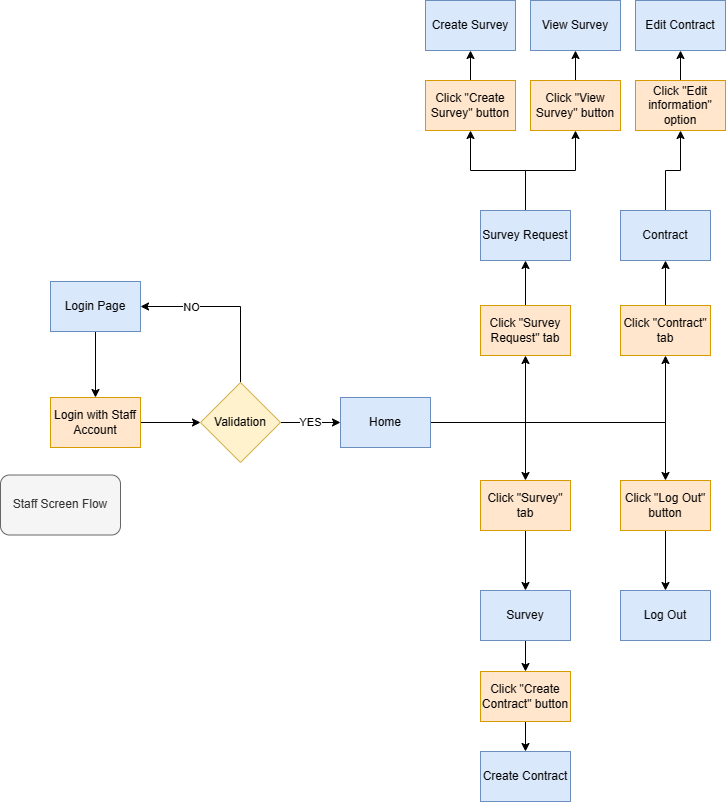 Create Survey
View Survey
Edit Contract
Click "Create
Survey" button
Click "View
Survey" button
Click "Edit
information"
option
Survey Request
Contract
Login Page
NO
Click "Survey
Request" tab
Click "Contract"
tab
Login with Staff
Account
Validation
YES
Home
Staff Screen Flow
Click "Survey"
tab
Click "Log Out"
button
Survey
Log Out
Click "Create
Contract" button
Create Contract